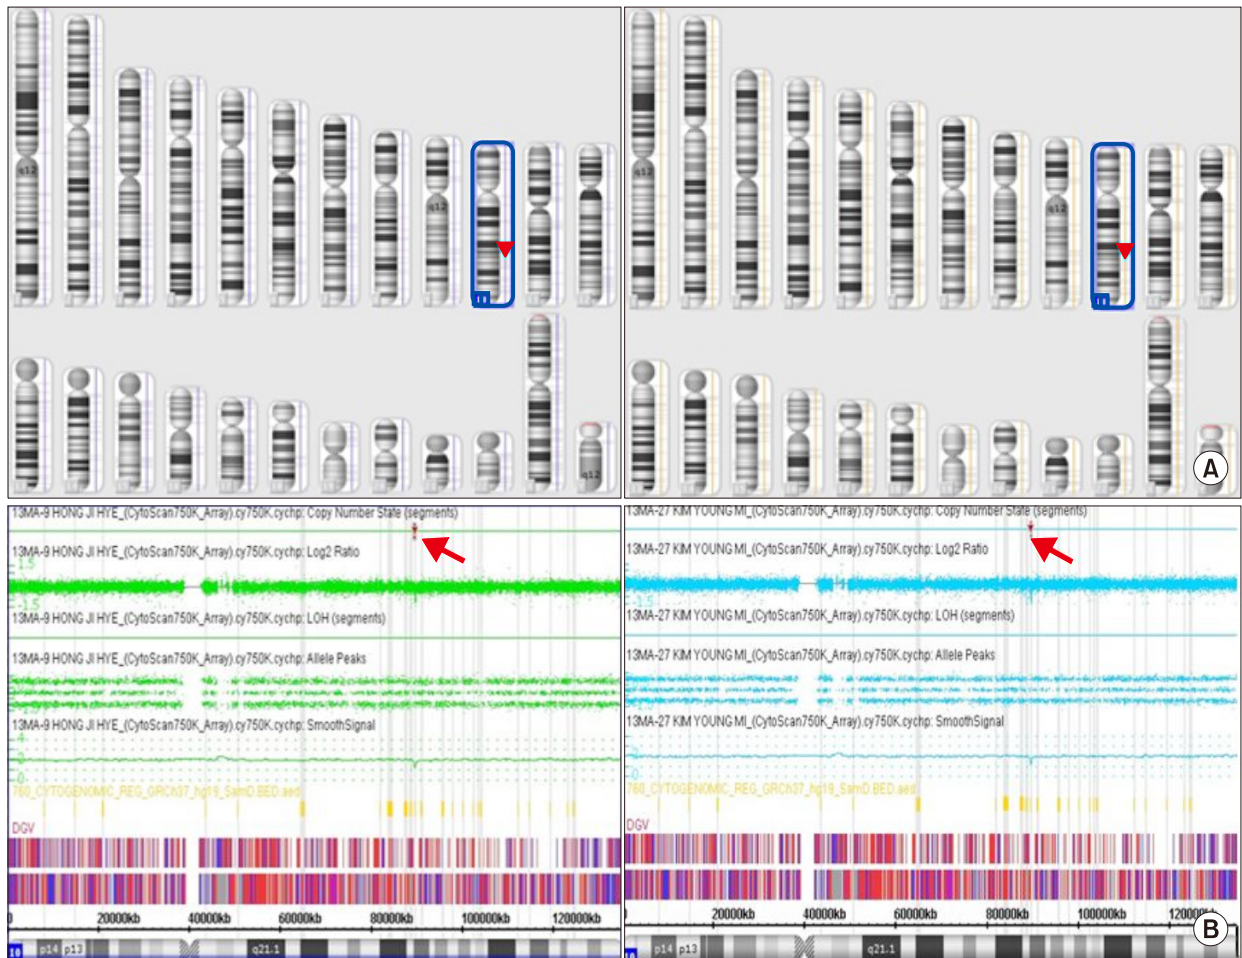 q12
q12
q12
q12
q12
A
13MA-9 HONG JI HYE_(CytoScan750K_Array).cy750K.cychp: Copy Number State (segments)
13MA-9 HONG JI HYE_(CytoScan750K_Array).cy750K.cychp: Log2 Ratio
1.5
-1.5
13MA-9 HONG JI HYE_(CytoScan750K_Array).cy750K.cychp: LOH (segments)
13MA-9 HONG JI HYE_(CytoScan750K_Array).cy750K.cychp: Allele Peaks
13MA-9 HONG JI HYE_(CytoScan750K_Array).cy750K.cychp: SmoothSignal
4
2
0
760_CYTOGENOMIC_REG_GRCh37_hg19_SamD.BED.aed
DGV
0 20000kb 40000kb 60000kb 80000kb 100000kb 120000kb
10 p14 p13 q21.1
13MA-27 KIM YOUNG MI_(CytoScan750K_Array).cy750K.cychp: Copy Number State (segments)
13MA-27 KIM YOUNG MI_(CytoScan750K_Array).cy750K.cychp: Log2 Ratio
-1.5
13MA-27 KIM YOUNG MI_(CytoScan750K_Array).cy750K.cychp: LOH (segments)
13MA-27 KIM YOUNG MI_(CytoScan750K_Array).cy750K.cychp: Allele Peaks
13MA-27 KIM YOUNG MI_(CytoScan750K_Array).cy750K.cychp: SmoothSignal
2
0
760_CYTOGENOMIC_REG_GRCh37_hg19_SamD.BED.aed
DGV
20000kb 40000kb 60000kb 80000kb 100000kb
B
10 p14 p13 q21.1